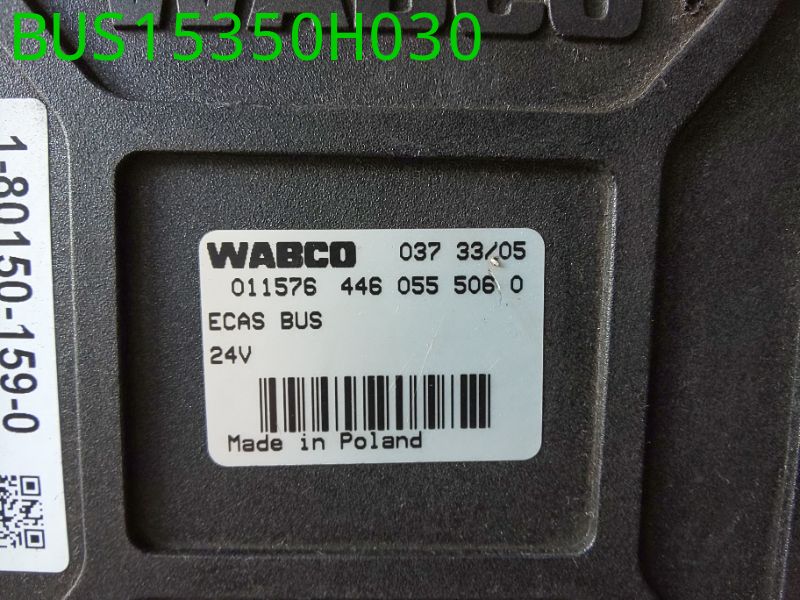 WABCO
BUS15350H030
1-80150-159-0
WABCO 037 33/05
011576 446 055 506 0
ECAS BUS
24V
Made in Poland